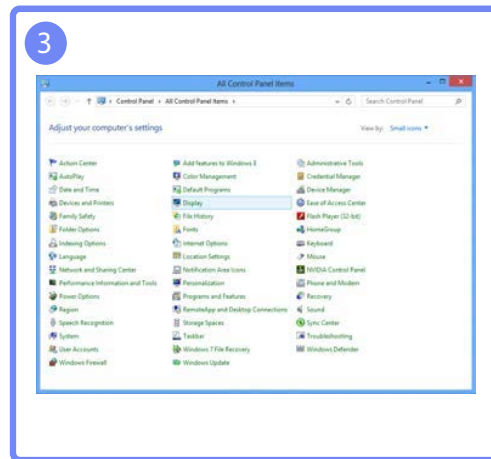 3
All Control Panel Items
Control Panel All Control Panel Items Search Control Panel
Adjust your computer's settings View by: Small icons
Action Center Add features to Windows 8 Administrative Tools
AutoPlay Color Management Credential Manager
Date and Time Default Programs Device Manager
Devices and Printers Display Ease of Access Center
Family Safety File History Flash Player (32-bit)
Folder Options Fonts HomeGroup
Indexing Options Internet Options Keyboard
Language Location Settings Mouse
Network and Sharing Center Notification Area Icons NVIDIA Control Panel
Performance Information and Tools Personalization Phone and Modem
Power Options Programs and Features Recovery
Region RemoteApp and Desktop Connections Sound
Speech Recognition Storage Spaces Sync Center
System Taskbar Troubleshooting
User Accounts Windows 7 File Recovery Windows Defender
Windows Firewall Windows Update